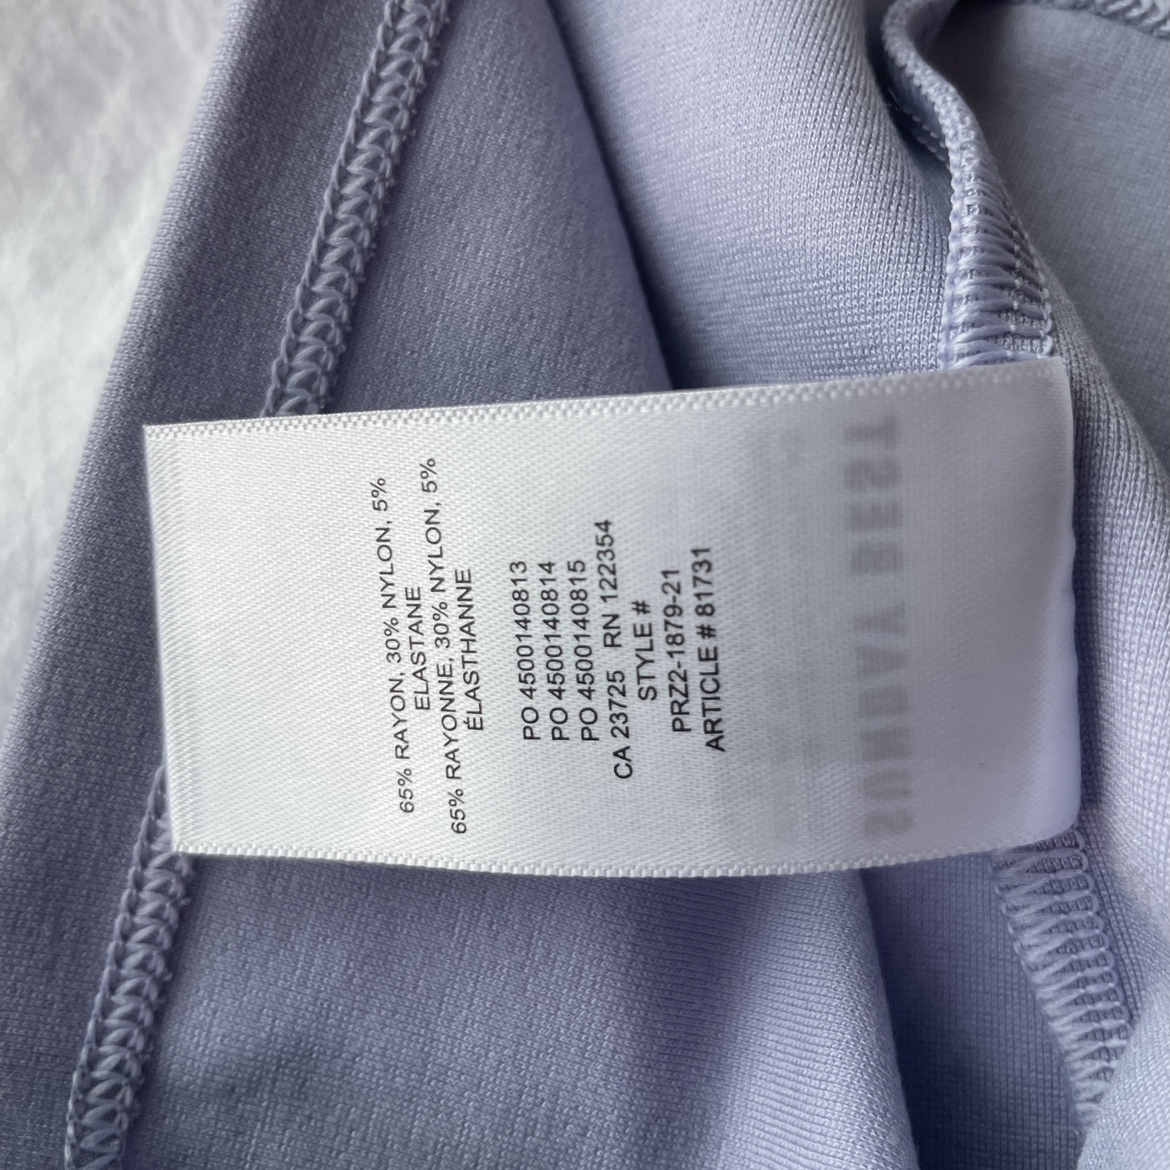 65% RAYON, 30% NYLON, 5%
ELASTANE
65% RAYONNE, 30% NYLON, 5%
ÉLASTHANNE
PO 4500140813
PO 4500140814
PO 4500140815
CA 23725 RN 122354
STYLE #
PRZ2-1879-21
ARTICLE # 81731